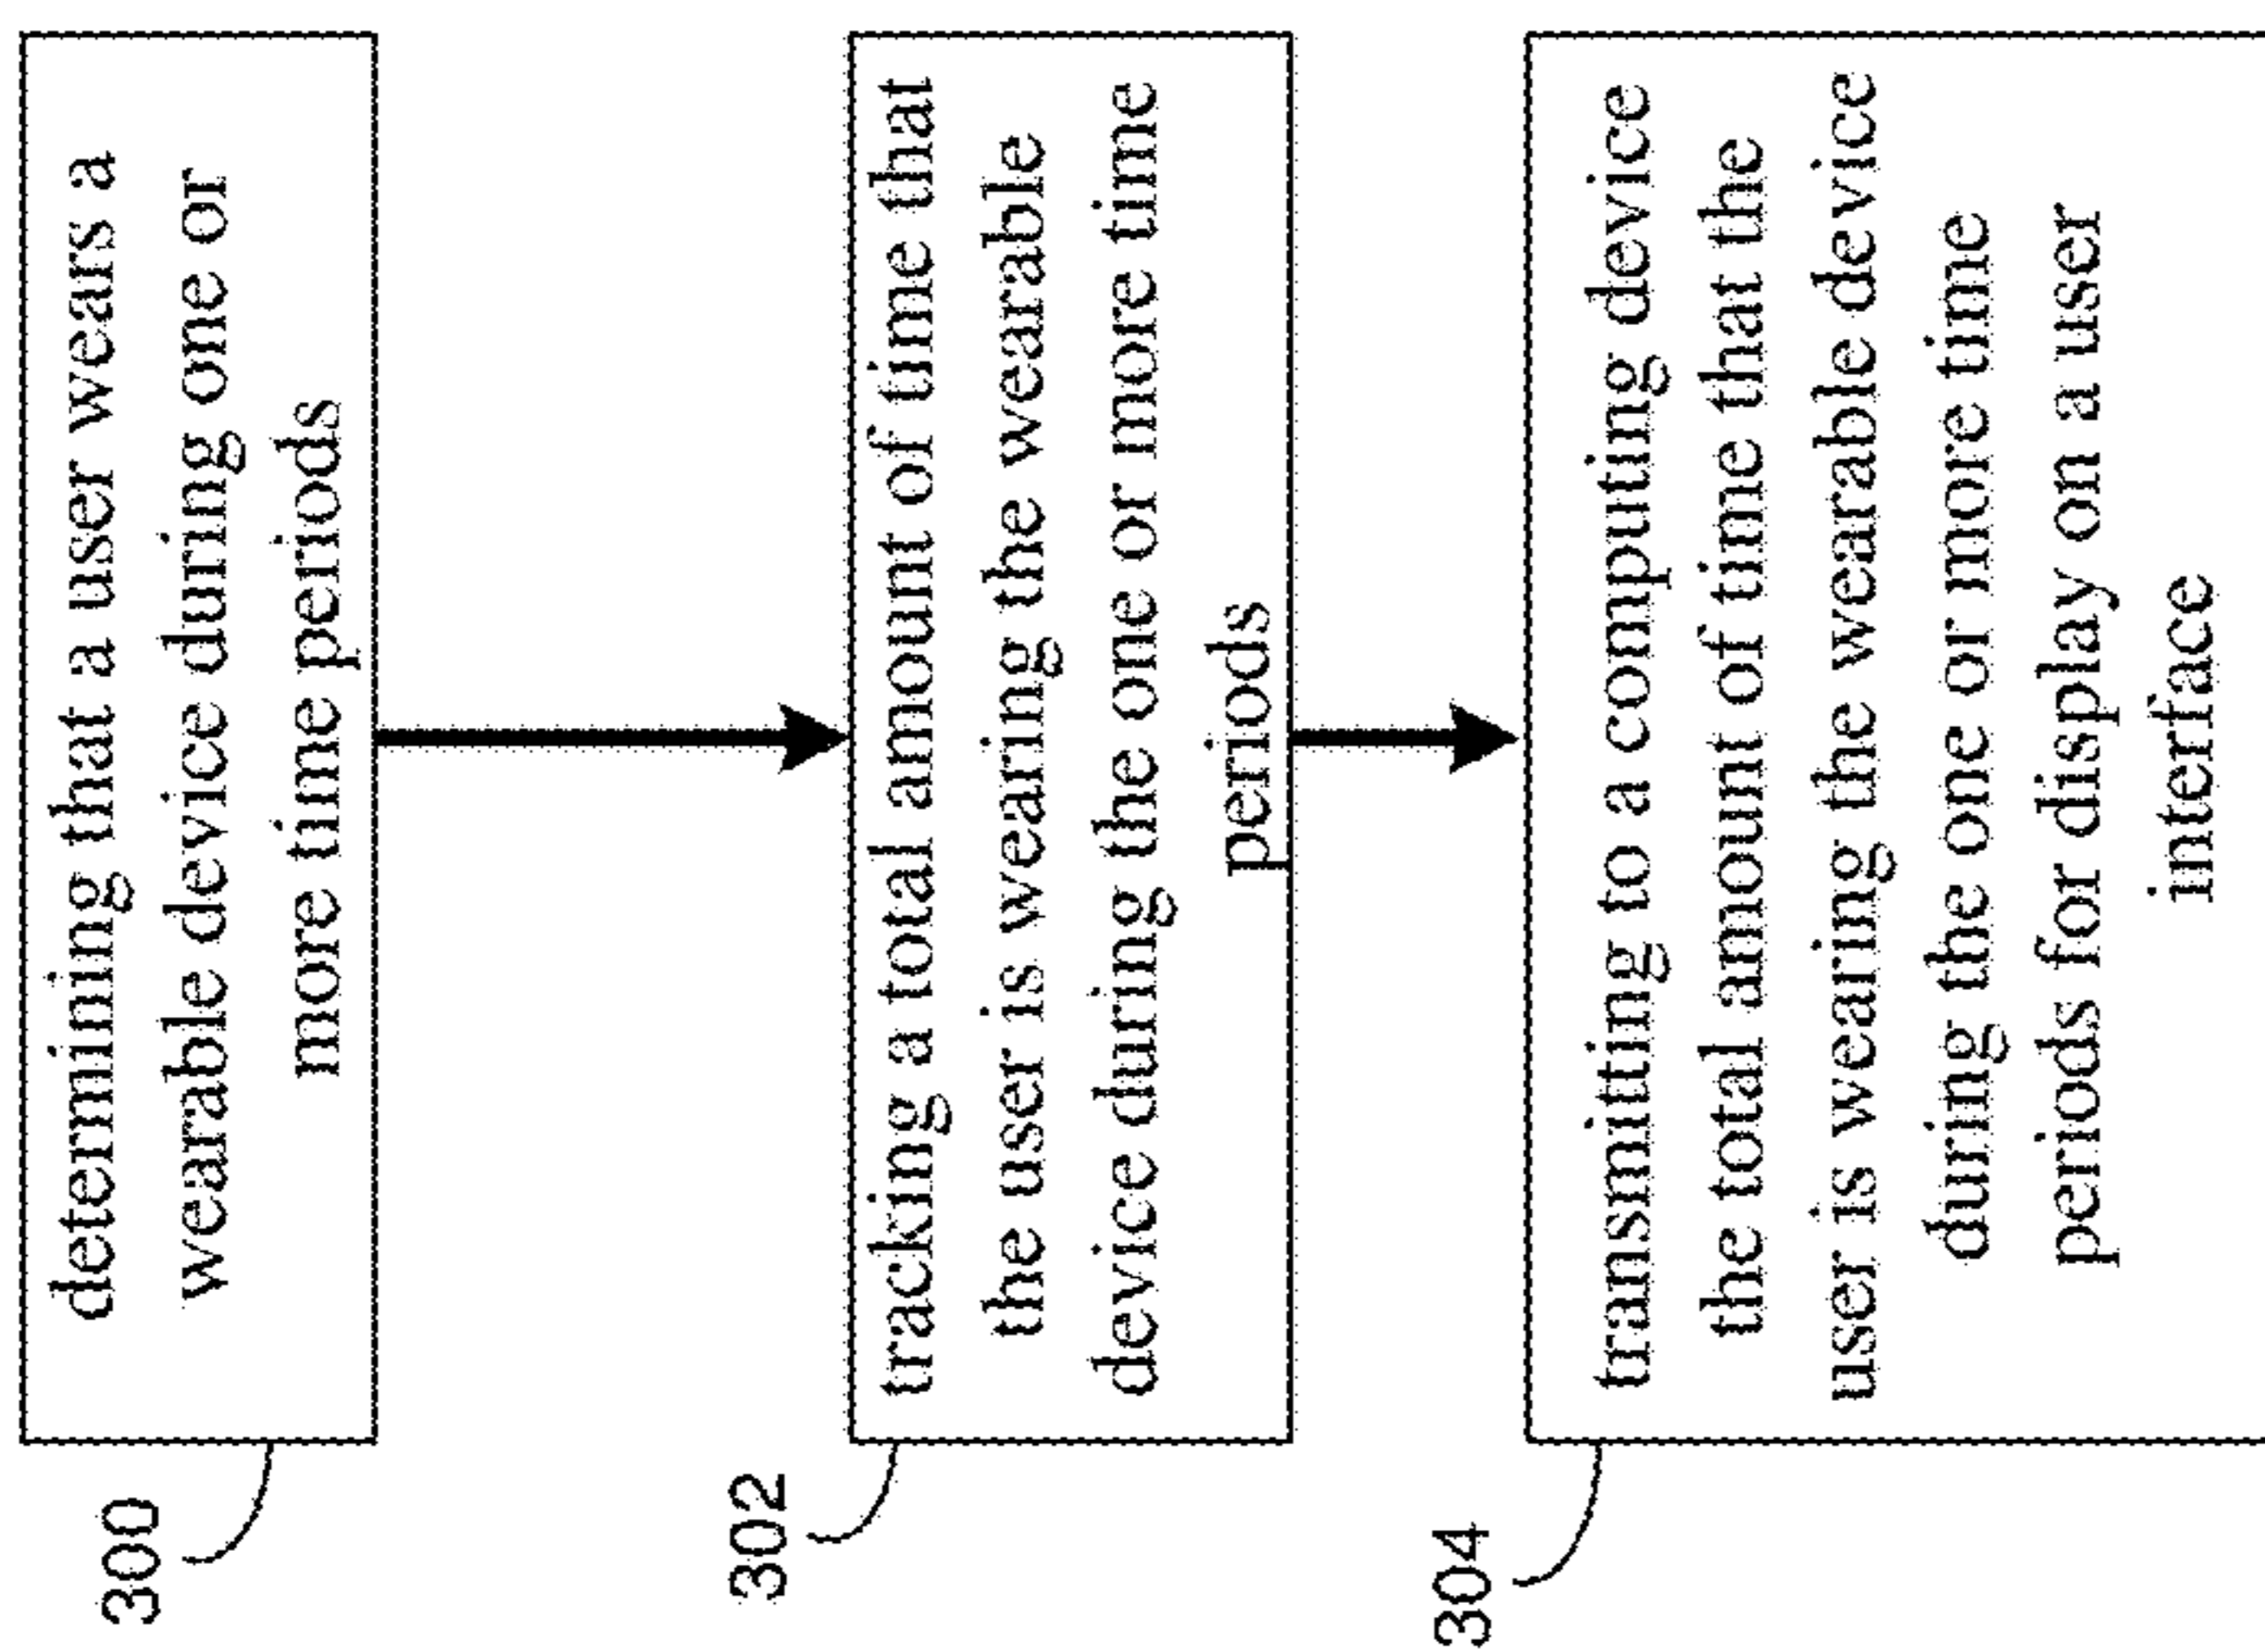 300
determining that a user wears a
wearable device during one or
more time periods
302
tracking a total amount of time that
the user is wearing the wearable
device during the one or more time
periods
304
transmitting to a computing device
the total amount of time that the
user is wearing the wearable device
during the one or more time
periods for display on a user
interface